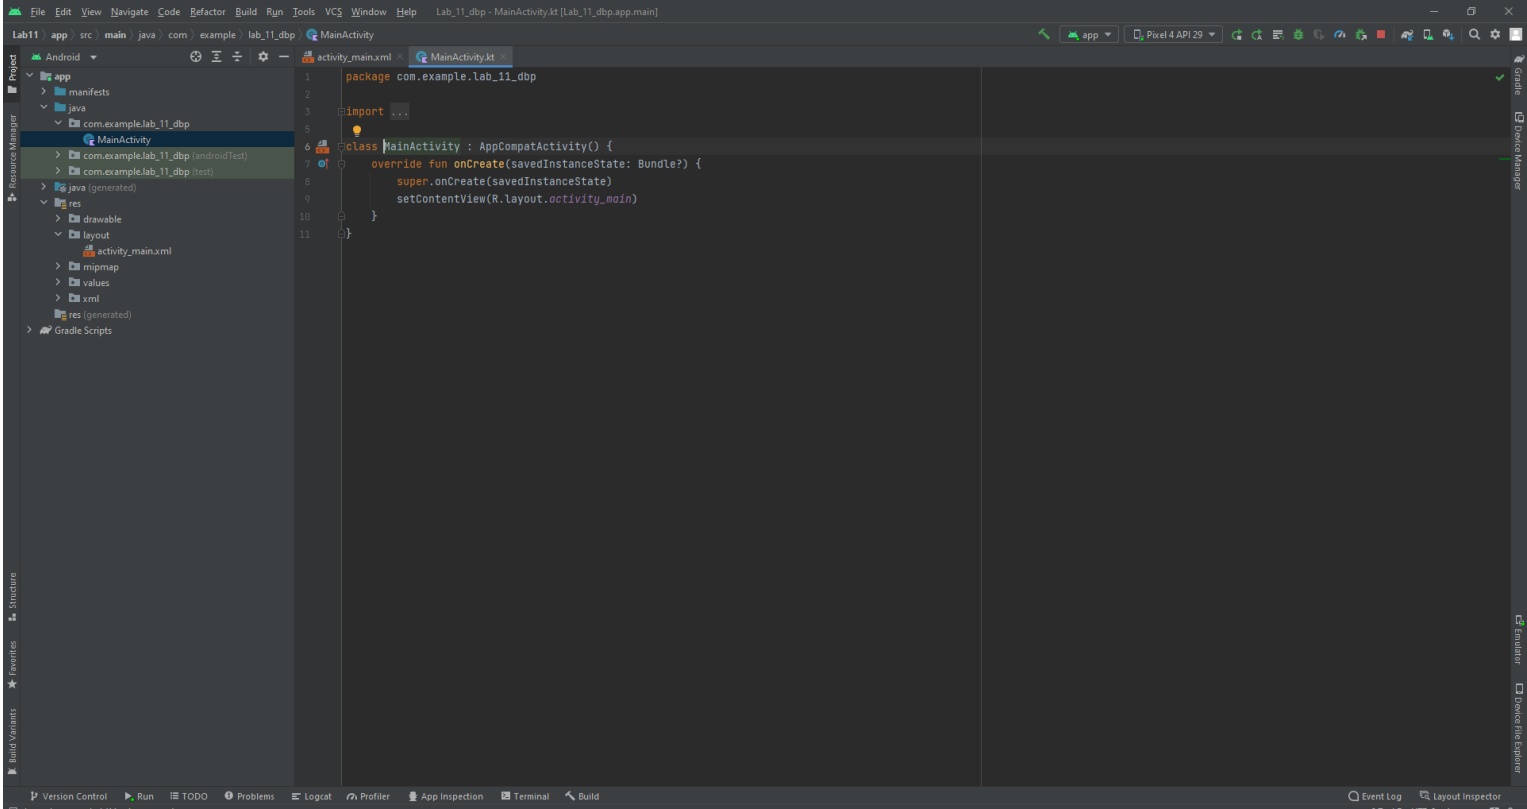 File Edit View Navigate Code Refactor Build Run Tools VCS Window Help Lab_11_dbp - MainActivity.kt [Lab_11_dbp.app.main]
Lab11 app src main java com example lab_11_dbp MainActivity app Pixel 4 API 29
Android activity_main.xml MainActivity.kt
Project
Resource Manager
Structure
Favorites
Build Variants
app
manifests
java
com.example.lab_11_dbp
MainActivity
com.example.lab_11_dbp (androidTest)
com.example.lab_11_dbp (test)
java (generated)
res
drawable
layout
activity_main.xml
mipmap
values
xml
res (generated)
Gradle Scripts
1 package com.example.lab_11_dbp
2
3 import ...
5
6 class MainActivity : AppCompatActivity() {
7 override fun onCreate(savedInstanceState: Bundle?) {
8 super.onCreate(savedInstanceState)
9 setContentView(R.layout.activity_main)
10 }
11 }
Gradle
Device Manager
Emulator
Device File Explorer
Version Control Run TODO Problems Logcat Profiler App Inspection Terminal Build Event Log Layout Inspector